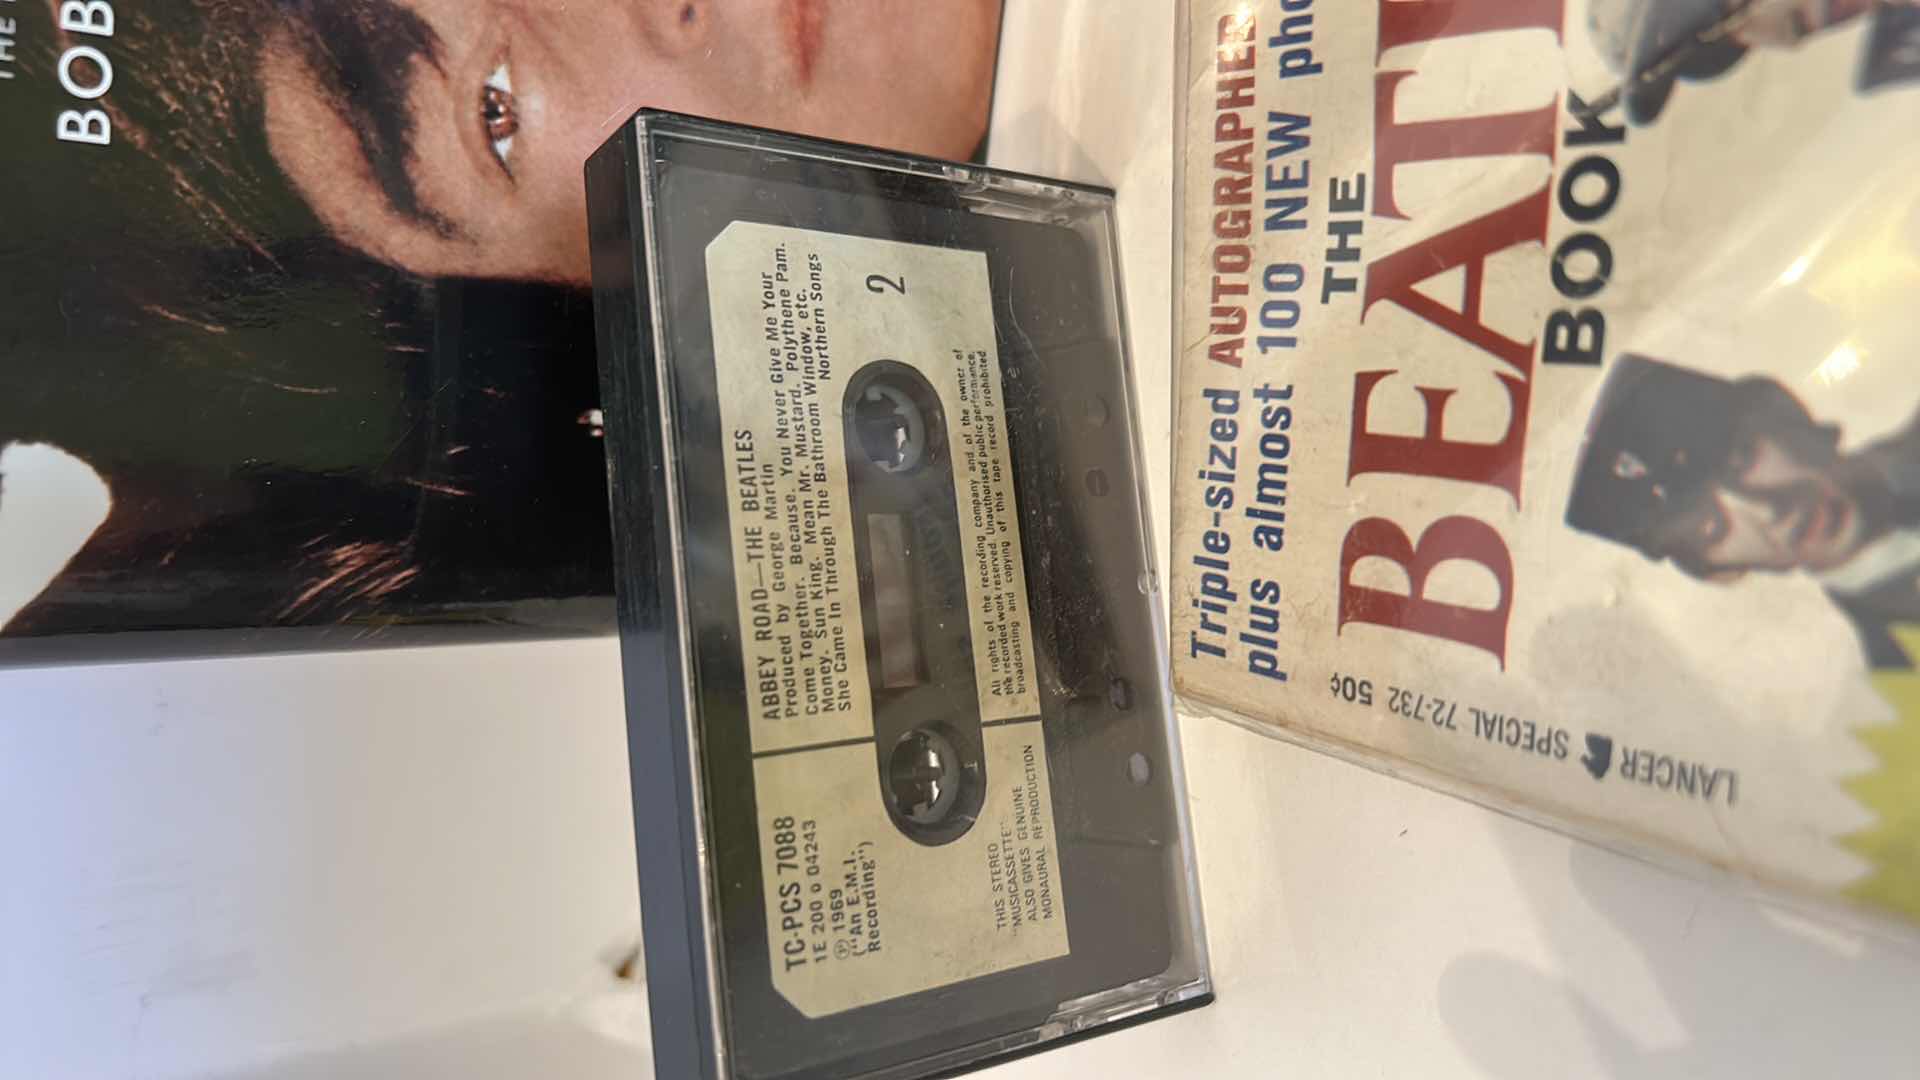 THE
BOB
ABBEY ROAD—THE BEATLES
Produced by George Martin
Come Together. Because. You Never Give Me Your
Money. Sun King. Mean Mr. Mustard. Polythene Pam.
She Came In Through The Bathroom Window, etc.
Northern Songs
2
All rights of the recording company and of the owner of
the recorded work reserved. Unauthorised public performance,
broadcasting and copying of this tape record prohibited
TC-PCS 7088
1E 200 o 04243
Ⓟ 1969
("An E.M.I.
Recording")
THIS STEREO
"MUSICASSETTE"
ALSO GIVES GENUINE
MONAURAL REPRODUCTION
Triple-sized AUTOGRAPHED
plus almost 100 NEW pho
THE
BEATL
BOOK
LANCER SPECIAL 72-732 50¢